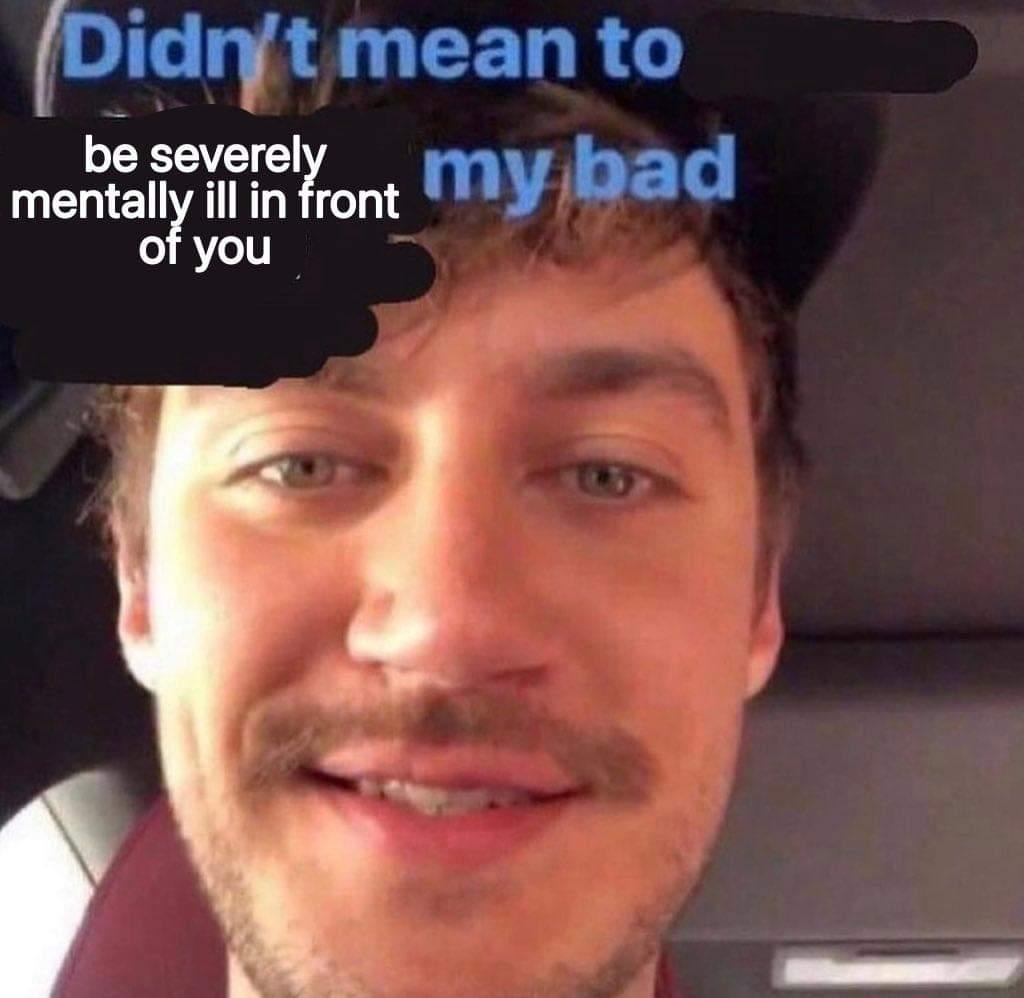 Didn't mean to
be severely
mentally ill in front
of you
my bad